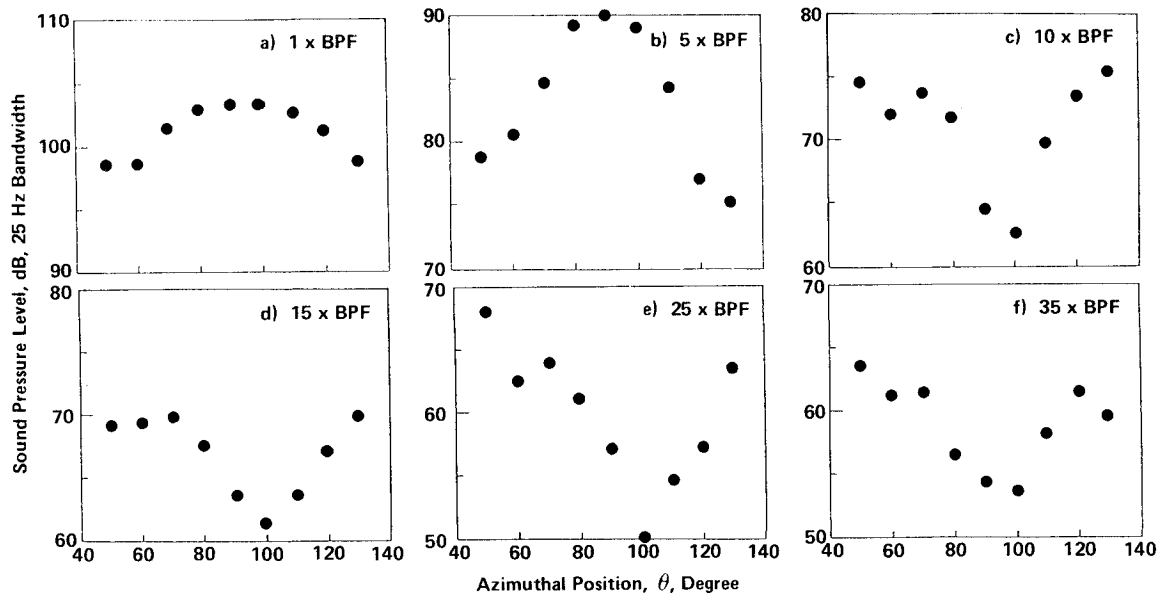 110
a) 1 x BPF
100
90
90
b) 5 x BPF
80
70
80
c) 10 x BPF
70
60
Sound Pressure Level, dB, 25 Hz Bandwidth
80
d) 15 x BPF
70
60
40 60 80 100 120 140
70
e) 25 x BPF
60
50
40 60 80 100 120 140
70
f) 35 x BPF
60
50
40 60 80 100 120 140
Azimuthal Position, θ, Degree